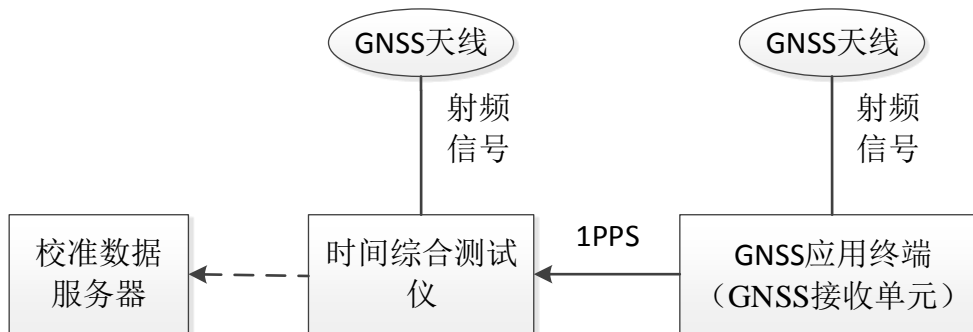 GNSS天线
GNSS天线
射频
信号
射频
信号
校准数据
服务器
时间综合测试
仪
1PPS
GNSS应用终端
（GNSS接收单元）